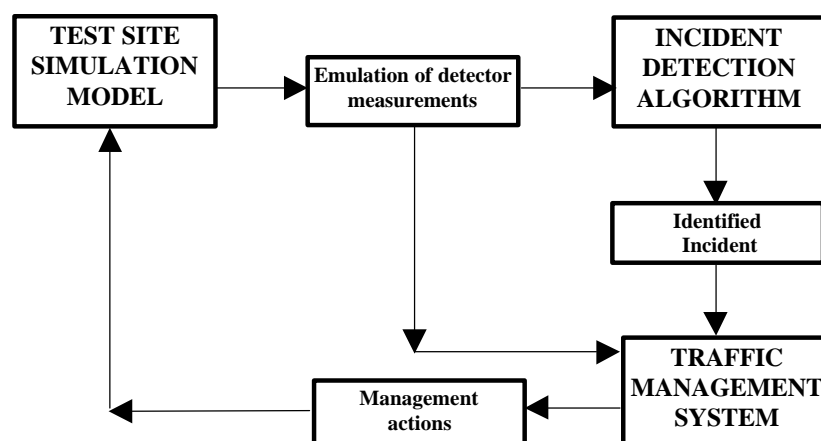 TEST SITE
SIMULATION
MODEL
Emulation of detector
measurements
INCIDENT
DETECTION
ALGORITHM
Identified
Incident
TRAFFIC
MANAGEMENT
SYSTEM
Management
actions